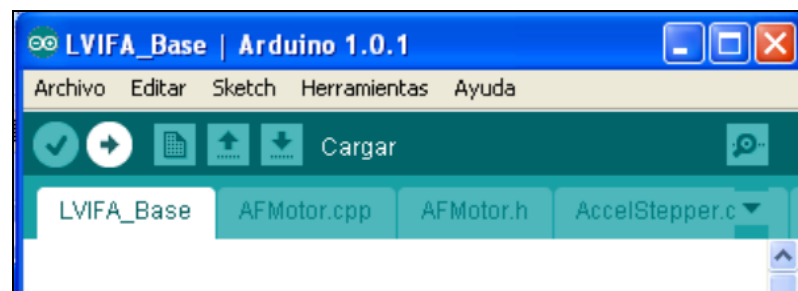 LVIFA_Base | Arduino 1.0.1
Archivo Editar Sketch Herramientas Ayuda
Cargar
LVIFA_Base AFMotor.cpp AFMotor.h AccelStepper.c